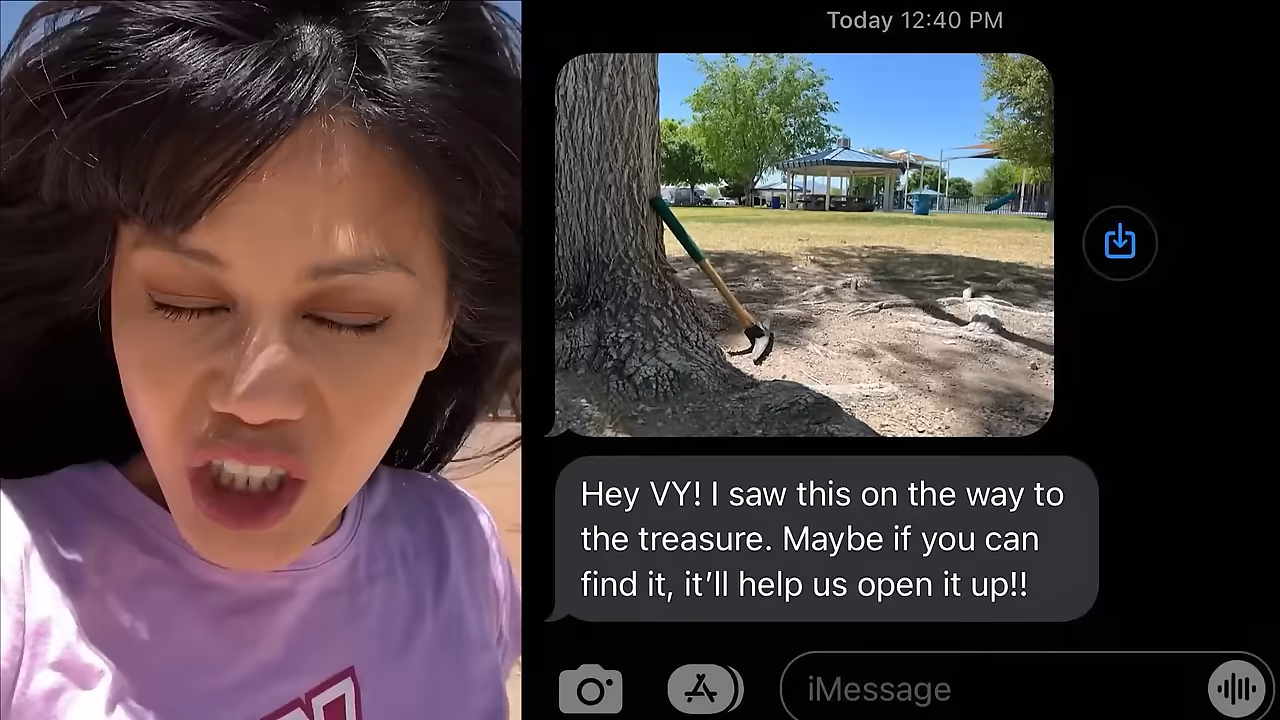 Today 12:40 PM
Hey VY! I saw this on the way to
the treasure. Maybe if you can
find it, it’ll help us open it up!!
iMessage